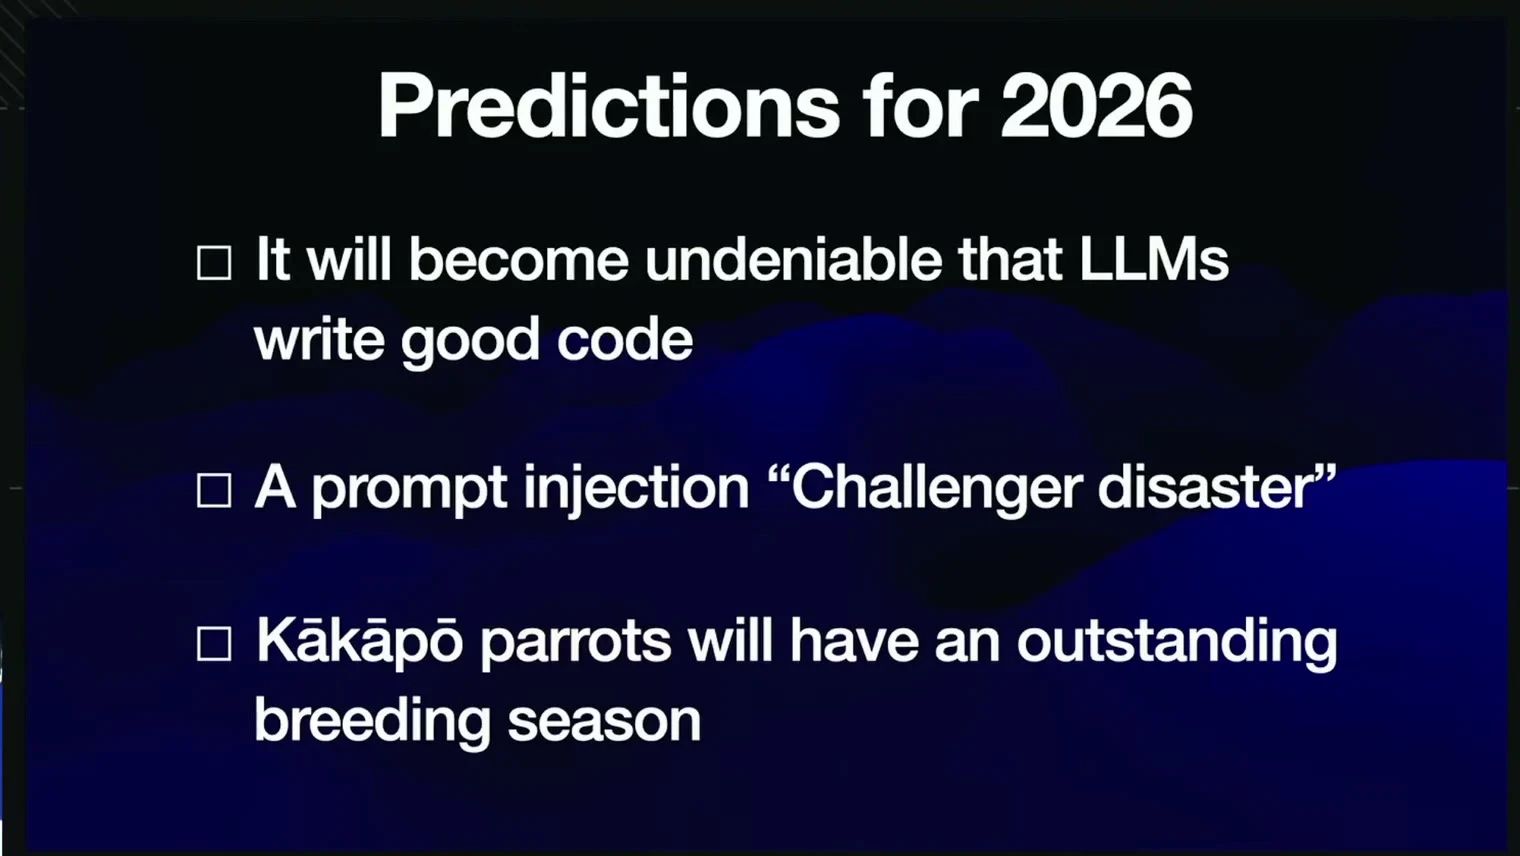 Predictions for 2026
□ It will become undeniable that LLMs
write good code
□ A prompt injection “Challenger disaster”
□ Kākāpō parrots will have an outstanding
breeding season